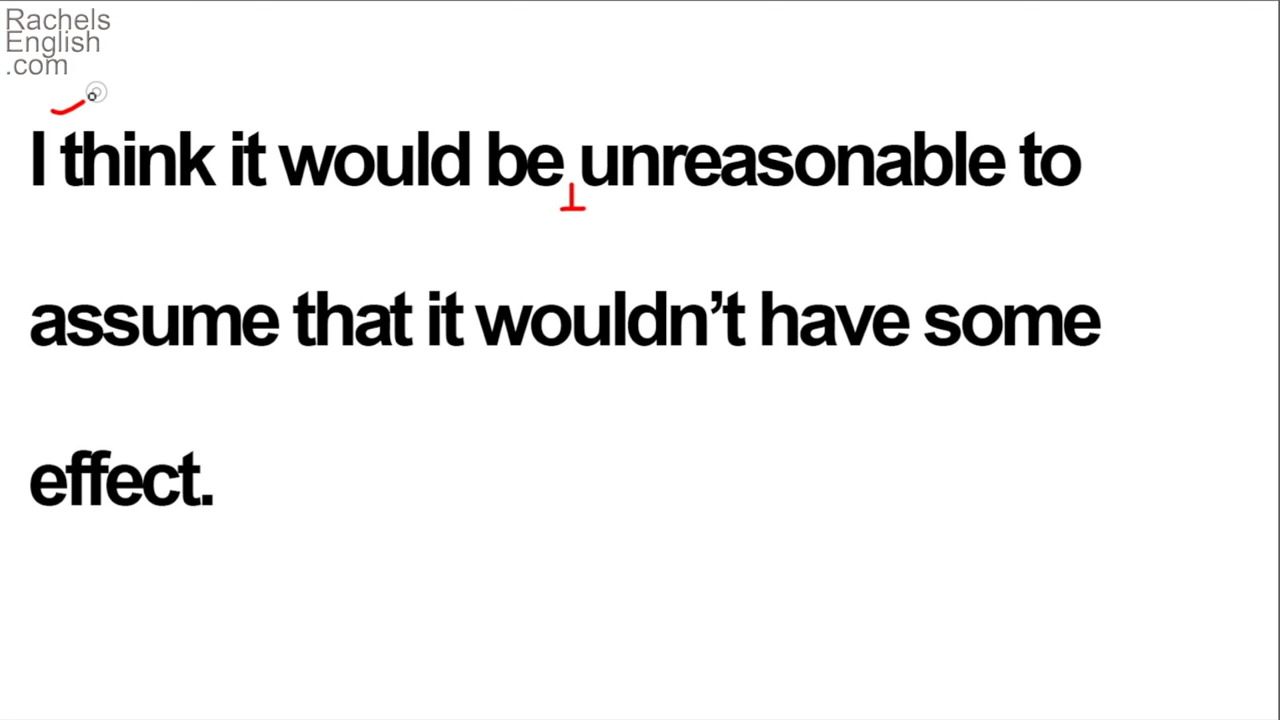 Rachels
English
.com
I think it would be unreasonable to
assume that it wouldn’t have some
effect.